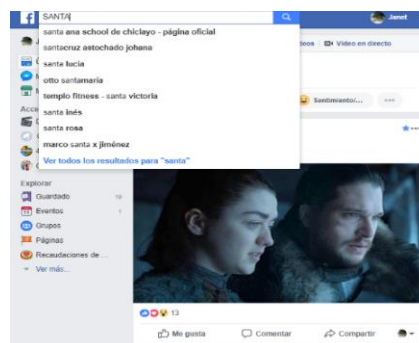 f SANTA
Janet
santa ana school de chiclayo - página oficial
santacruz astochado johana
santa lucia
otto santamaria
templo fitness - santa victoria
santa inés
santa rosa
marco santa x jiménez
Ver todos los resultados para "santa"
Video en directo
Sentimiento/...
Explorar
Guardado
Eventos
Grupos
Páginas
Recaudaciones de ...
Ver más...
13
Me gusta
Comentar
Compartir